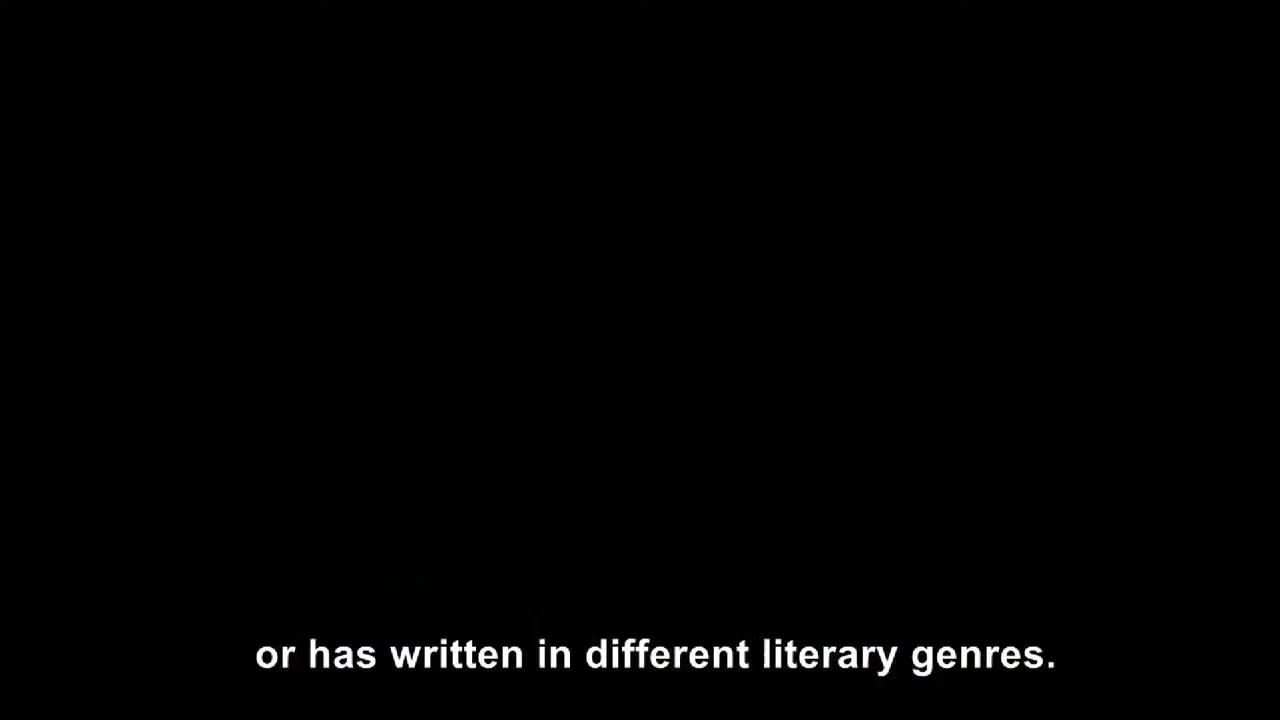 or has written in different literary genres.